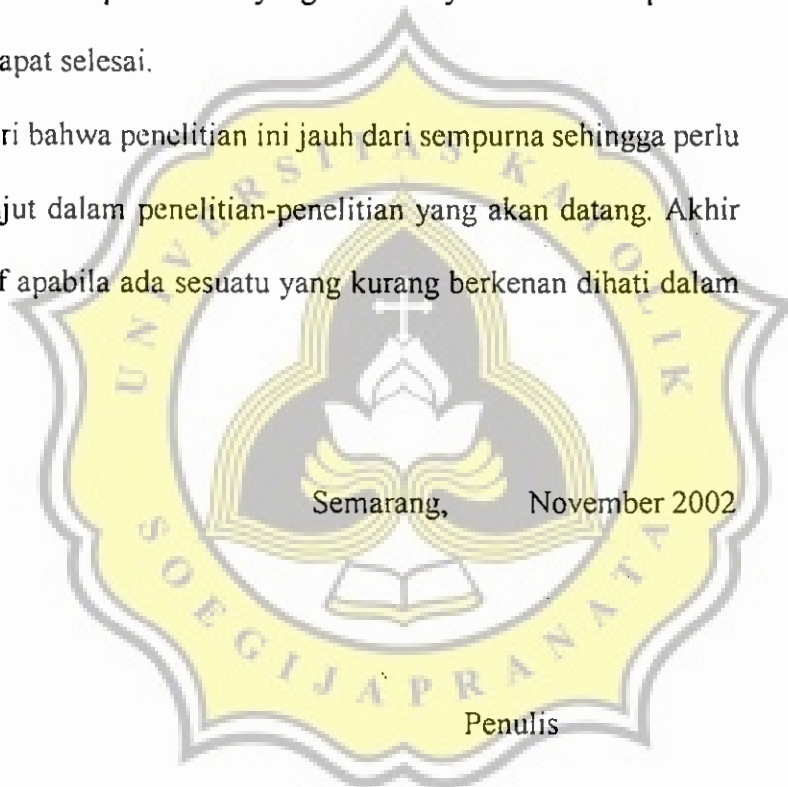 yang
apat selesai.
ri bahwa penelitian ini jauh dari sempurna sehingga perlu
jut dalam penelitian-penelitian yang akan datang. Akhir
f apabila ada sesuatu yang kurang berkenan dihati dalam
UNIVERSITAS KATOLIK
Semarang, November 2002
SOEGIJAPRANATA
Penulis